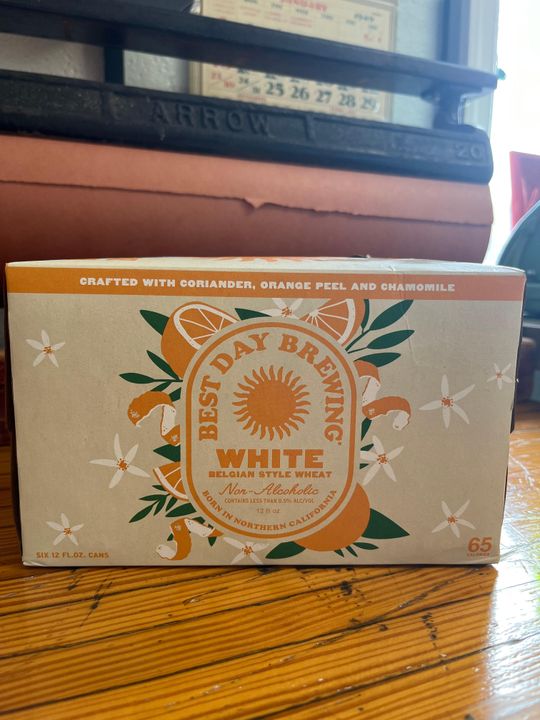 25 26 27 28 29
ARROW
20
CRAFTED WITH CORIANDER, ORANGE PEEL AND CHAMOMILE
BEST DAY BREWING
WHITE
BELGIAN STYLE WHEAT
Non-Alcoholic
CONTAINS LESS THAN 0.5% ALC/VOL
12 fl oz
BORN IN NORTHERN CALIFORNIA
SIX 12 FL.OZ. CANS
65
CALORIES